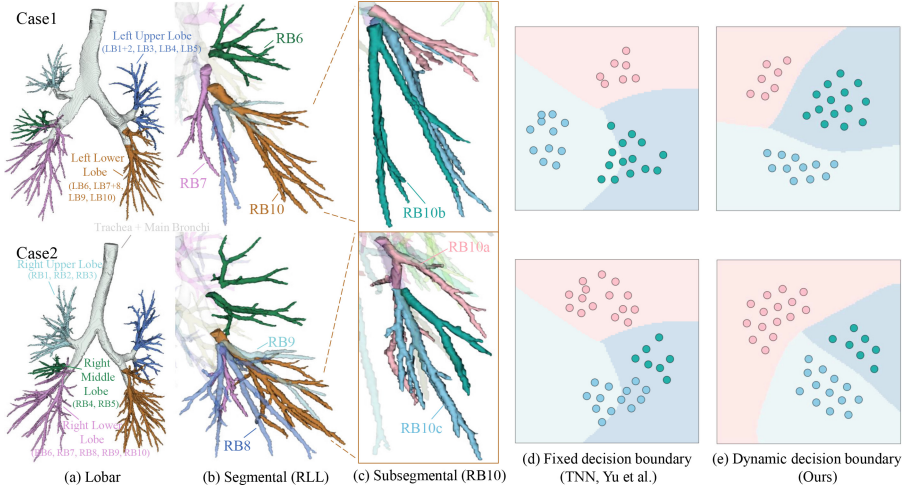 Case1
Left Upper Lobe
(LB1+2, LB3, LB4, LB5)
Left Lower
Lobe
(LB6, LB7+8,
LB9, LB10)
Trachea + Main Bronchi
RB6
RB7
RB10
RB10b
Case2
Right Upper Lobe
(RB1, RB2, RB3)
Right
Middle
Lobe
(RB4, RB5)
Right Lower
Lobe
(RB6, RB7, RB8, RB9, RB10)
RB9
RB8
RB10a
RB10c
(a) Lobar
(b) Segmental (RLL)
(c) Subsegmental (RB10)
(d) Fixed decision boundary
(TNN, Yu et al.)
(e) Dynamic decision boundary
(Ours)